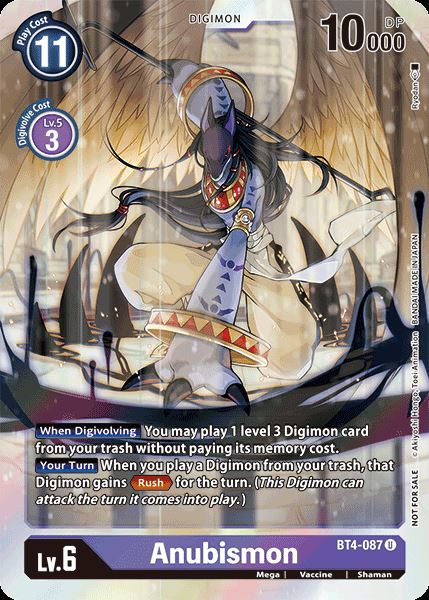 Play Cost
11
DIGIMON
10000 DP
Digivolve Cost
Lv.5
3
Ryodan
© Akiyoshi Hongo, Toei Animation BANDAI MADE IN JAPAN
NOT FOR SALE
When Digivolving You may play 1 level 3 Digimon card
from your trash without paying its memory cost.
Your Turn When you play a Digimon from your trash, that
Digimon gains Rush for the turn. (This Digimon can
attack the turn it comes into play.)
BT4-087 U
Lv.6
Anubismon
Mega | Vaccine | Shaman